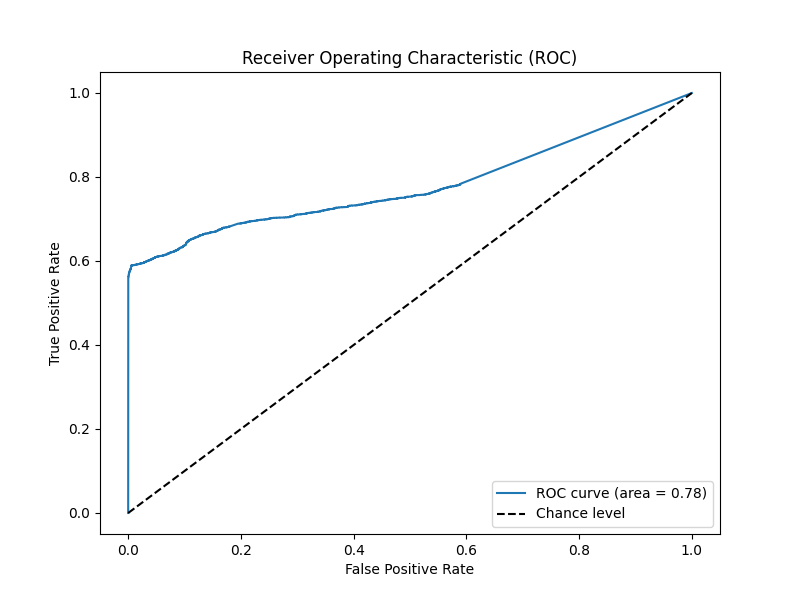 Receiver Operating Characteristic (ROC)
1.0
0.8
0.6
0.4
0.2
0.0
True Positive Rate
ROC curve (area = 0.78)
Chance level
0.0 0.2 0.4 0.6 0.8 1.0
False Positive Rate